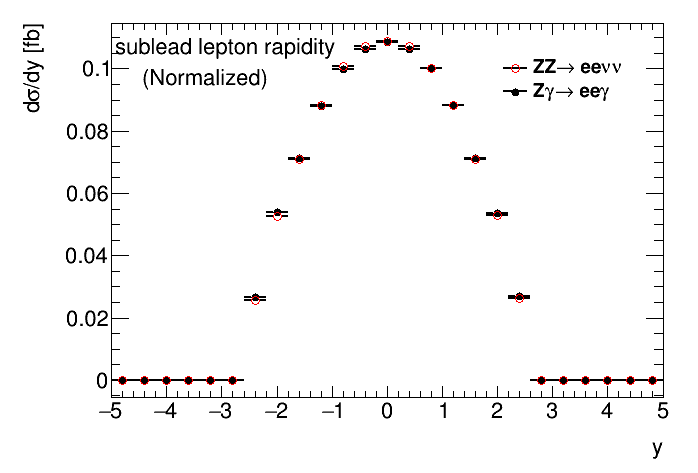 dσ/dy [fb]
sublead lepton rapidity
(Normalized)
ZZ→ eeνν
Zγ→ eeγ
0.1
0.08
0.06
0.04
0.02
0
−5 −4 −3 −2 −1 0 1 2 3 4 5
y